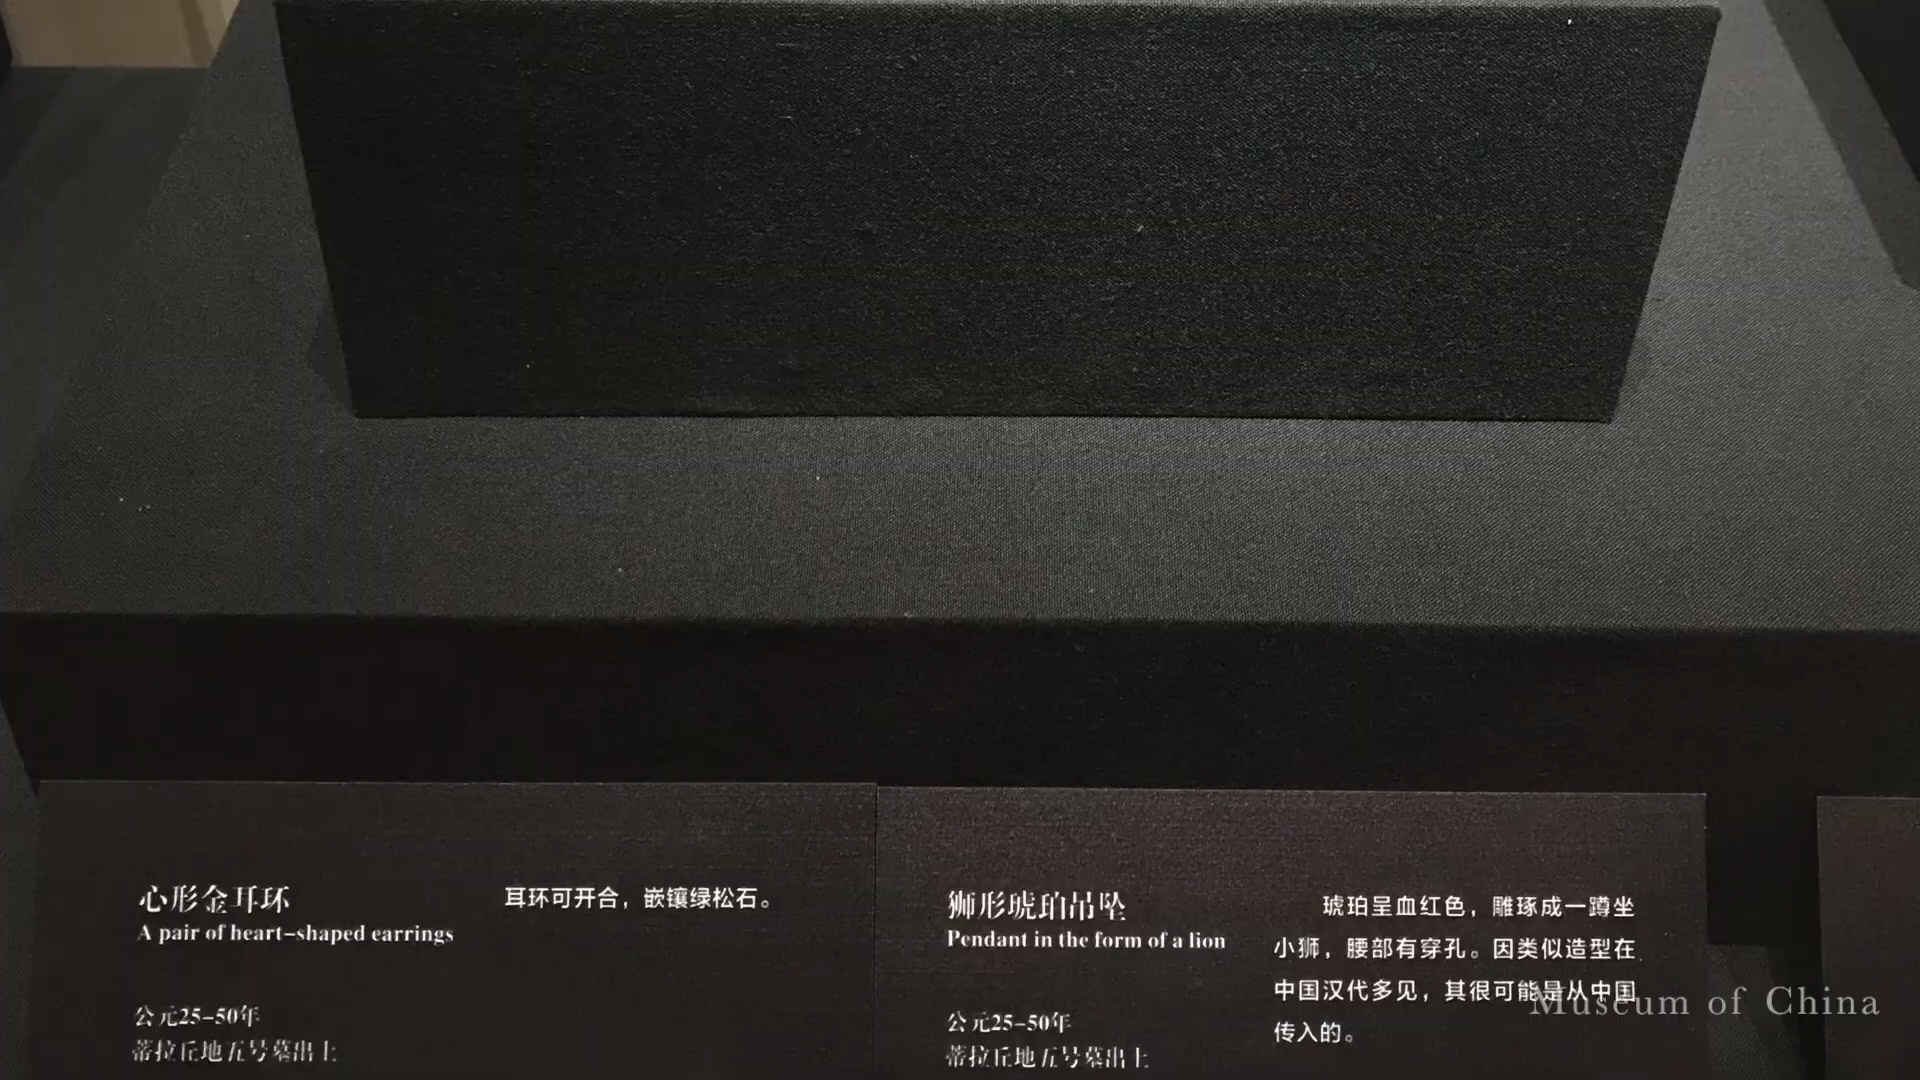 心形金耳环
A pair of heart-shaped earrings
公元25-50年
蒂拉丘地五号墓出土
耳环可开合，嵌镶绿松石。
狮形琥珀吊坠
Pendant in the form of a lion
公元25-50年
蒂拉丘地五号墓出土
琥珀呈血红色，雕琢成一蹲坐
小狮，腰部有穿孔。因类似造型在
中国汉代多见，其很可能是从中国
传入的。
Museum of China